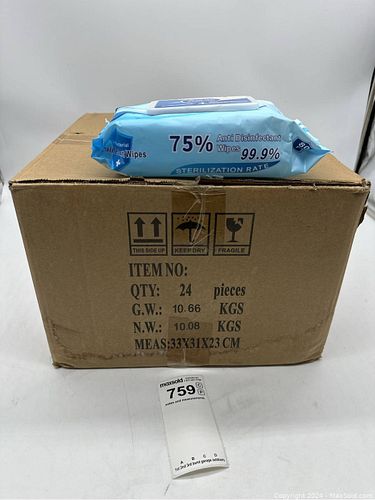 Wipes
75%
Anti Disinfectant
Wipes 99.9%
STERILIZATION RATE
THIS SIDE UP
KEEP DRY
FRAGILE
ITEM NO:
QTY: 24 pieces
G.W.: 10.66 KGS
N.W.: 10.08 KGS
MEAS:33X31X23 CM
maxsold
759
A B C D
Copyright 2024 - MaxSold.com